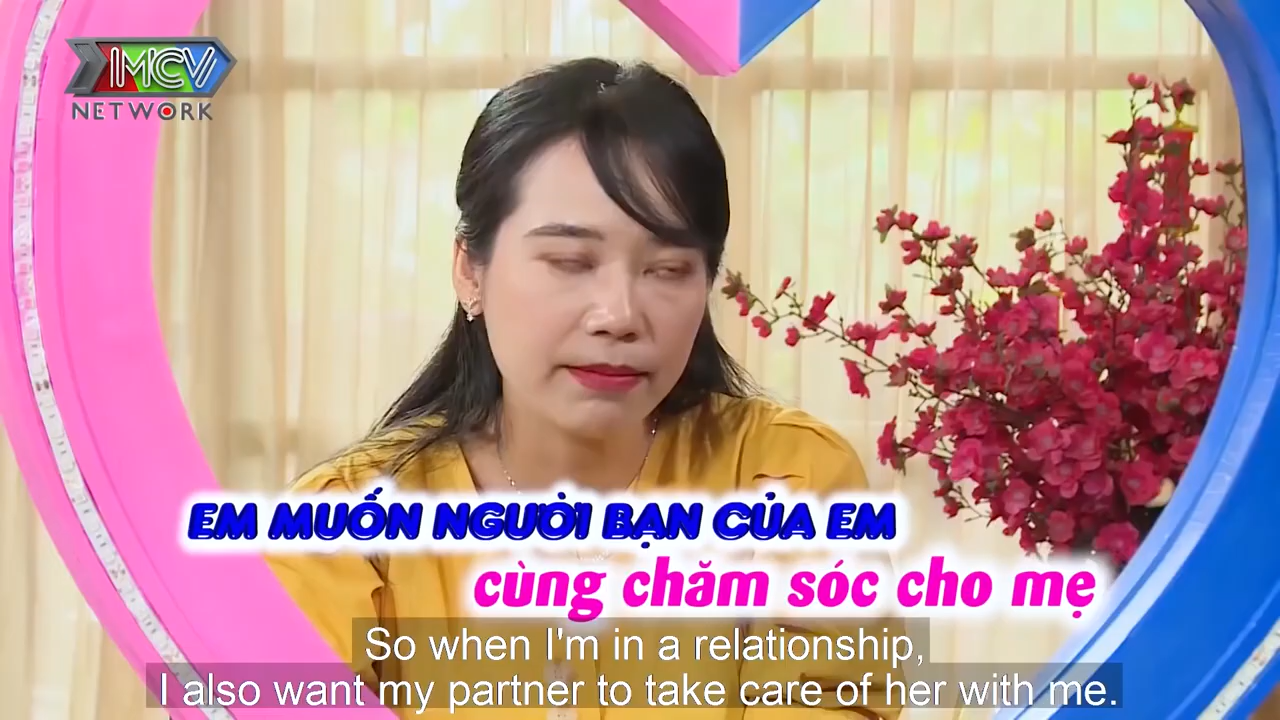 MCV
NETWORK
EM MUỐN NGƯỜI BẠN CỦA EM
cùng chăm sóc cho mẹ
So when I'm in a relationship,
I also want my partner to take care of her with me.